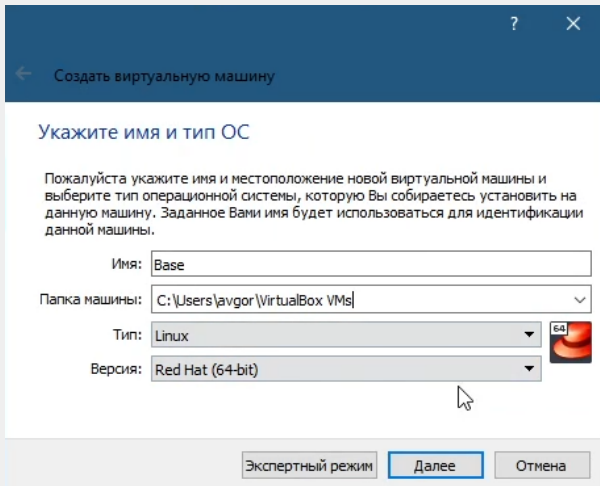 ?
Создать виртуальную машину
Укажите имя и тип ОС
Пожалуйста укажите имя и местоположение новой виртуальной машины и
выберите тип операционной системы, которую Вы собираетесь установить на
данную машину. Заданное Вами имя будет использоваться для идентификации
данной машины.
Имя: Base
Папка машины: C:\Users\avgor\VirtualBox VMs
Тип: Linux
64
Версия: Red Hat (64-bit)
Экспертный режим Далее Отмена